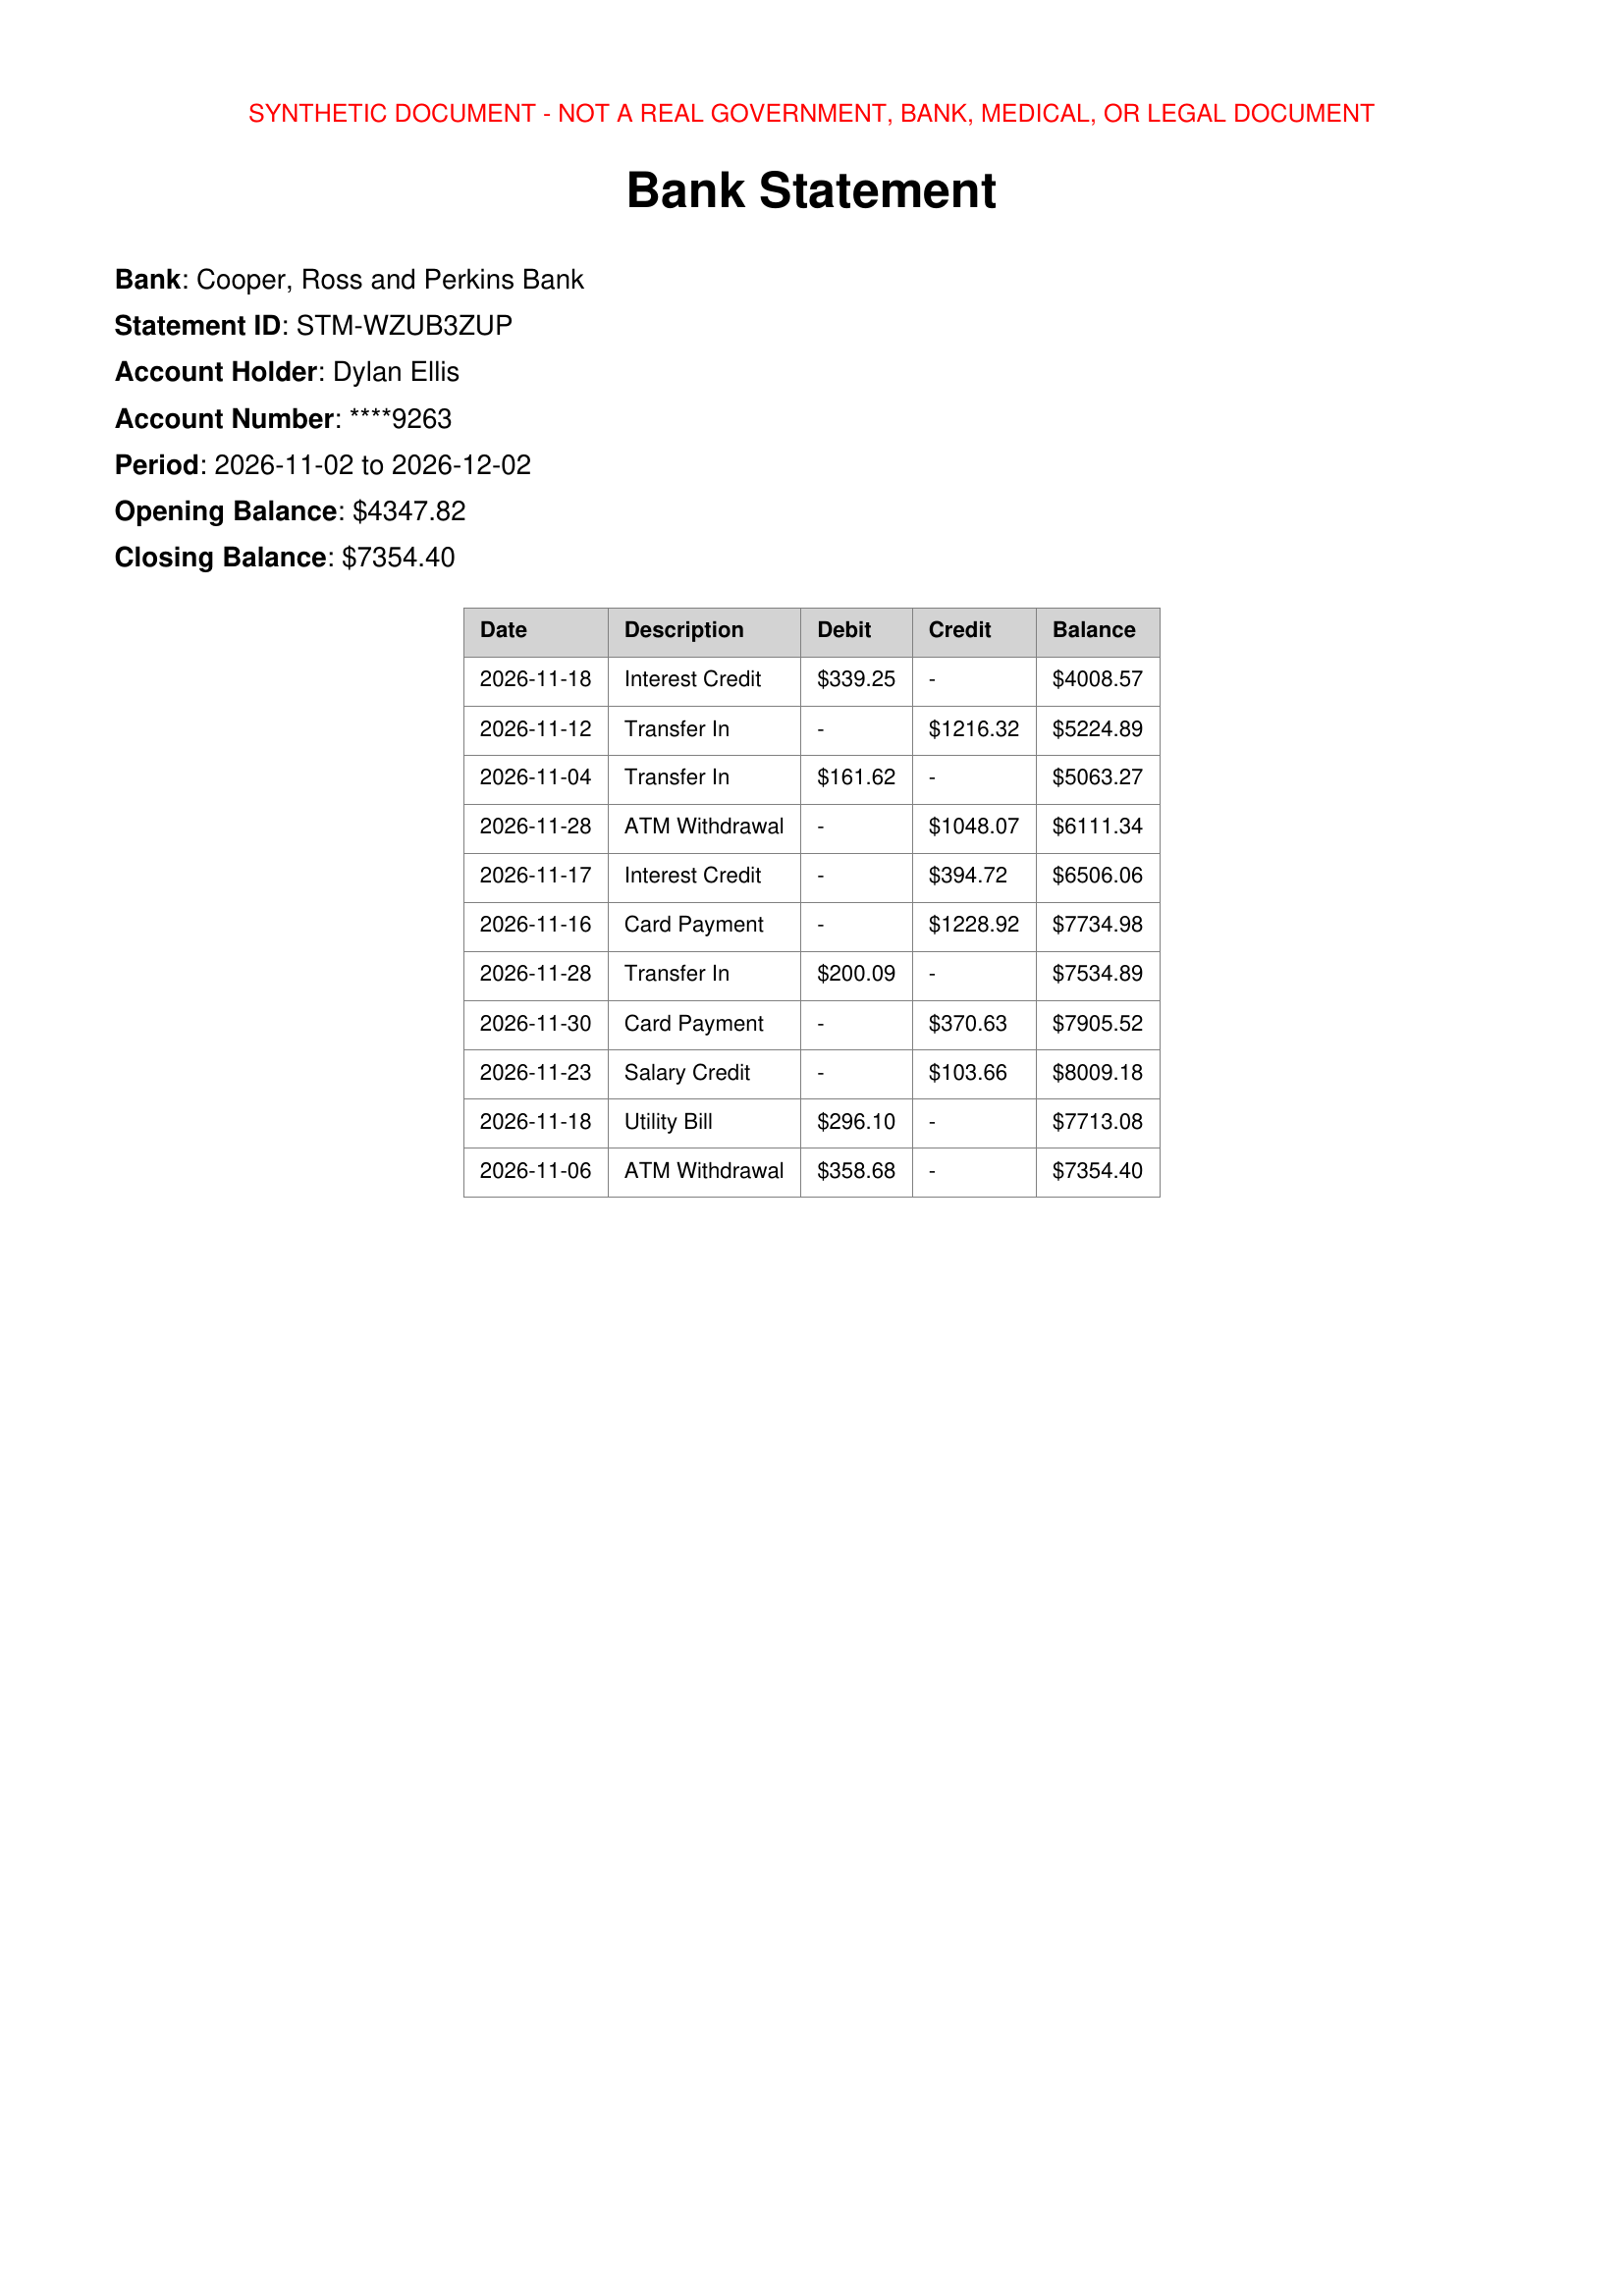 SYNTHETIC DOCUMENT - NOT A REAL GOVERNMENT, BANK, MEDICAL, OR LEGAL DOCUMENT
Bank Statement
Bank: Cooper, Ross and Perkins Bank
Statement ID: STM-WZUB3ZUP
Account Holder: Dylan Ellis
Account Number: ****9263
Period: 2026-11-02 to 2026-12-02
Opening Balance: $4347.82
Closing Balance: $7354.40
Date Description Debit Credit Balance
2026-11-18 Interest Credit $339.25 - $4008.57
2026-11-12 Transfer In - $1216.32 $5224.89
2026-11-04 Transfer In $161.62 - $5063.27
2026-11-28 ATM Withdrawal - $1048.07 $6111.34
2026-11-17 Interest Credit - $394.72 $6506.06
2026-11-16 Card Payment - $1228.92 $7734.98
2026-11-28 Transfer In $200.09 - $7534.89
2026-11-30 Card Payment - $370.63 $7905.52
2026-11-23 Salary Credit - $103.66 $8009.18
2026-11-18 Utility Bill $296.10 - $7713.08
2026-11-06 ATM Withdrawal $358.68 - $7354.40